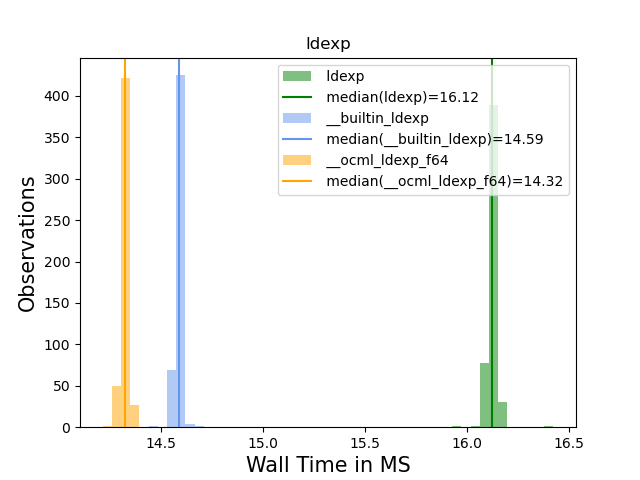 ldexp
ldexp
median(ldexp)=16.12
__builtin_ldexp
median(__builtin_ldexp)=14.59
__ocml_ldexp_f64
median(__ocml_ldexp_f64)=14.32
400
350
300
250
200
150
100
50
0
Observations
14.5 15.0 15.5 16.0 16.5
Wall Time in MS